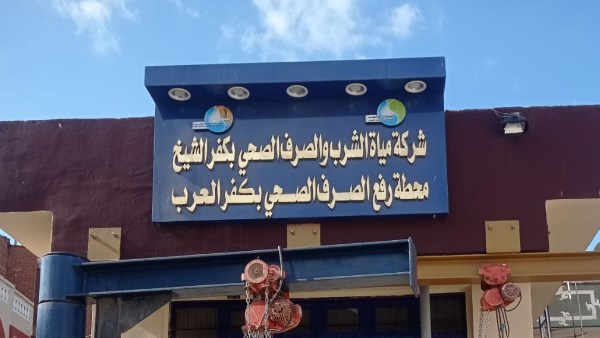 شركة مياة الشرب والصرف الصحي بكفر الشيخ
محطة رفع الصرف الصحي بكفر العرب